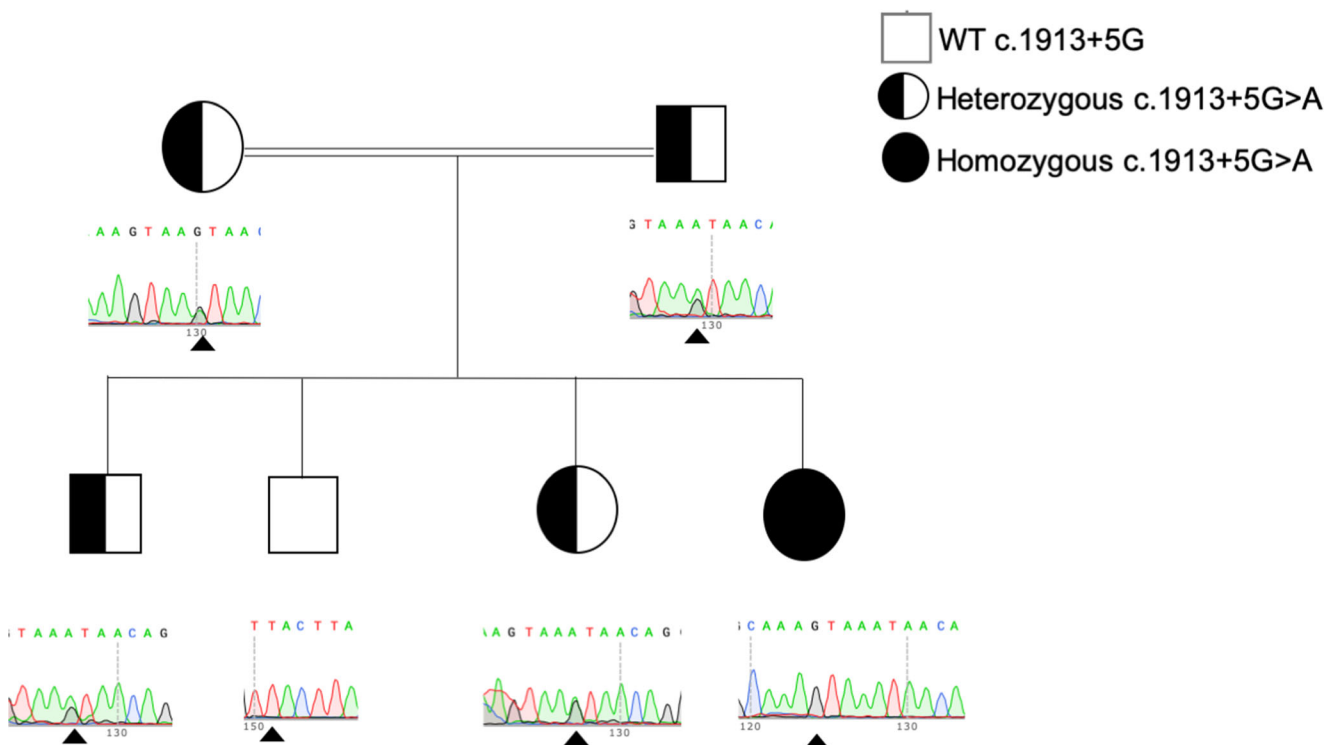 WT c.1913+5G
Heterozygous c.1913+5G>A
Homozygous c.1913+5G>A
A A G T A A G T A A
G T A A A T A A C
130
130
T A A A T A A C A G
T T A C T T A
A G T A A A T A A C A G
C A A A G T A A A T A A C A
130
150
130
120
130